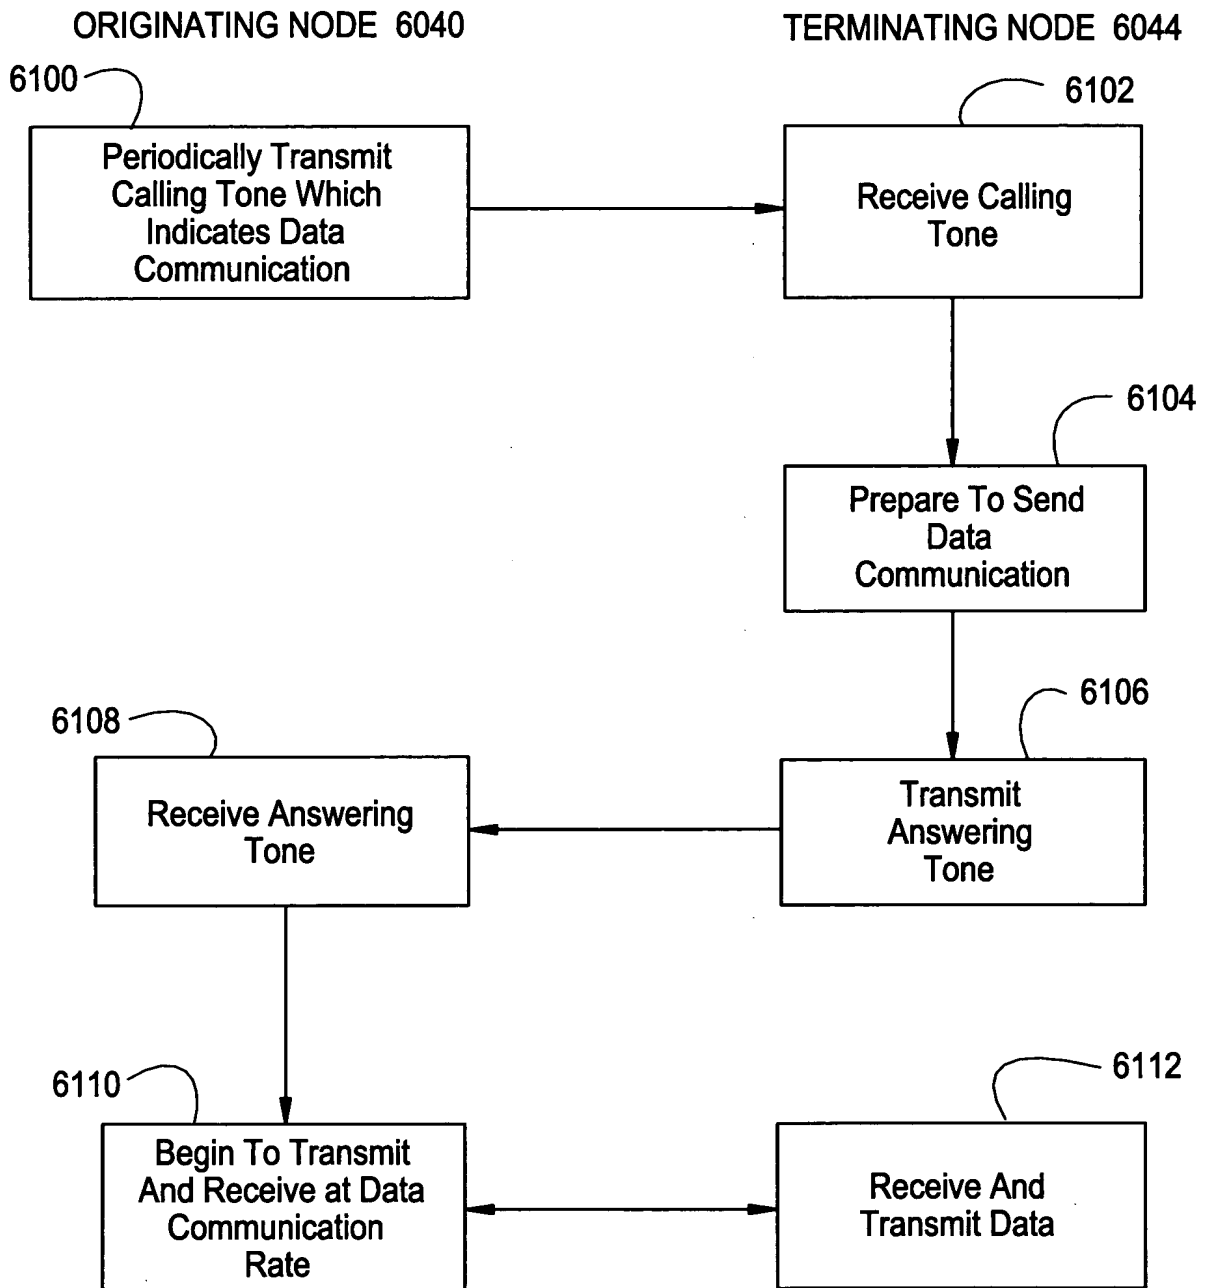 ORIGINATING NODE 6040
TERMINATING NODE 6044
6100
6102
Periodically Transmit
Calling Tone Which
Indicates Data
Communication
Receive Calling
Tone
6104
Prepare To Send
Data
Communication
6106
6108
Transmit
Answering
Tone
Receive Answering
Tone
6110
6112
Begin To Transmit
And Receive at Data
Communication
Rate
Receive And
Transmit Data